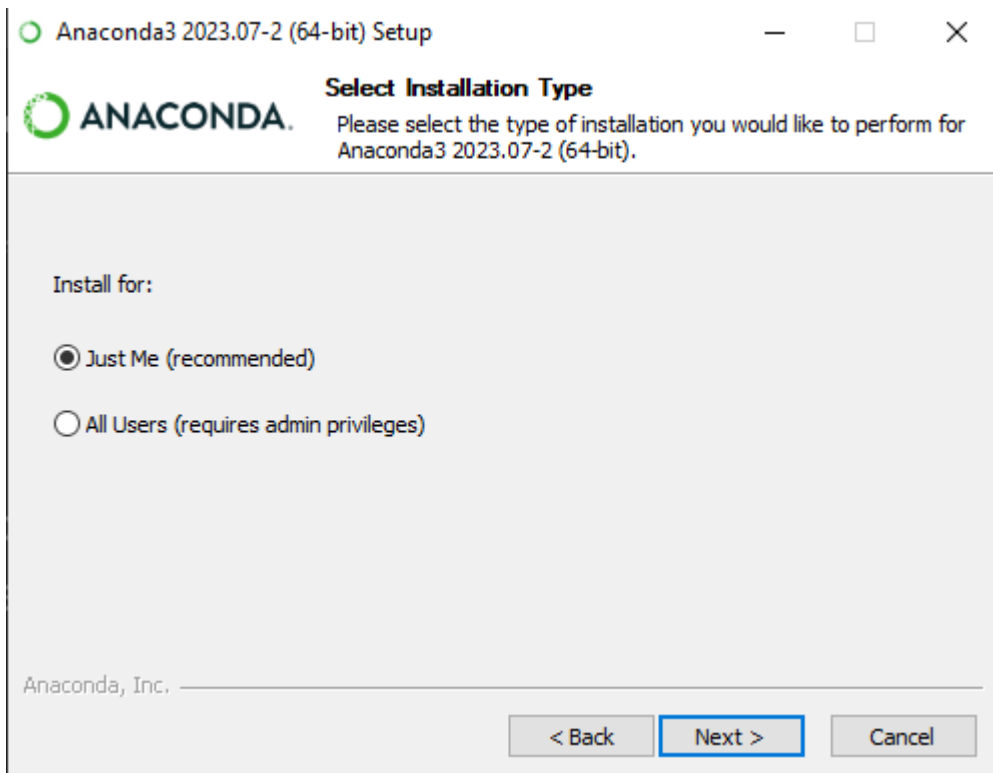 Anaconda3 2023.07-2 (64-bit) Setup
ANACONDA.
Select Installation Type
Please select the type of installation you would like to perform for
Anaconda3 2023.07-2 (64-bit).
Install for:
Just Me (recommended)
All Users (requires admin privileges)
Anaconda, Inc.
< Back
Next >
Cancel